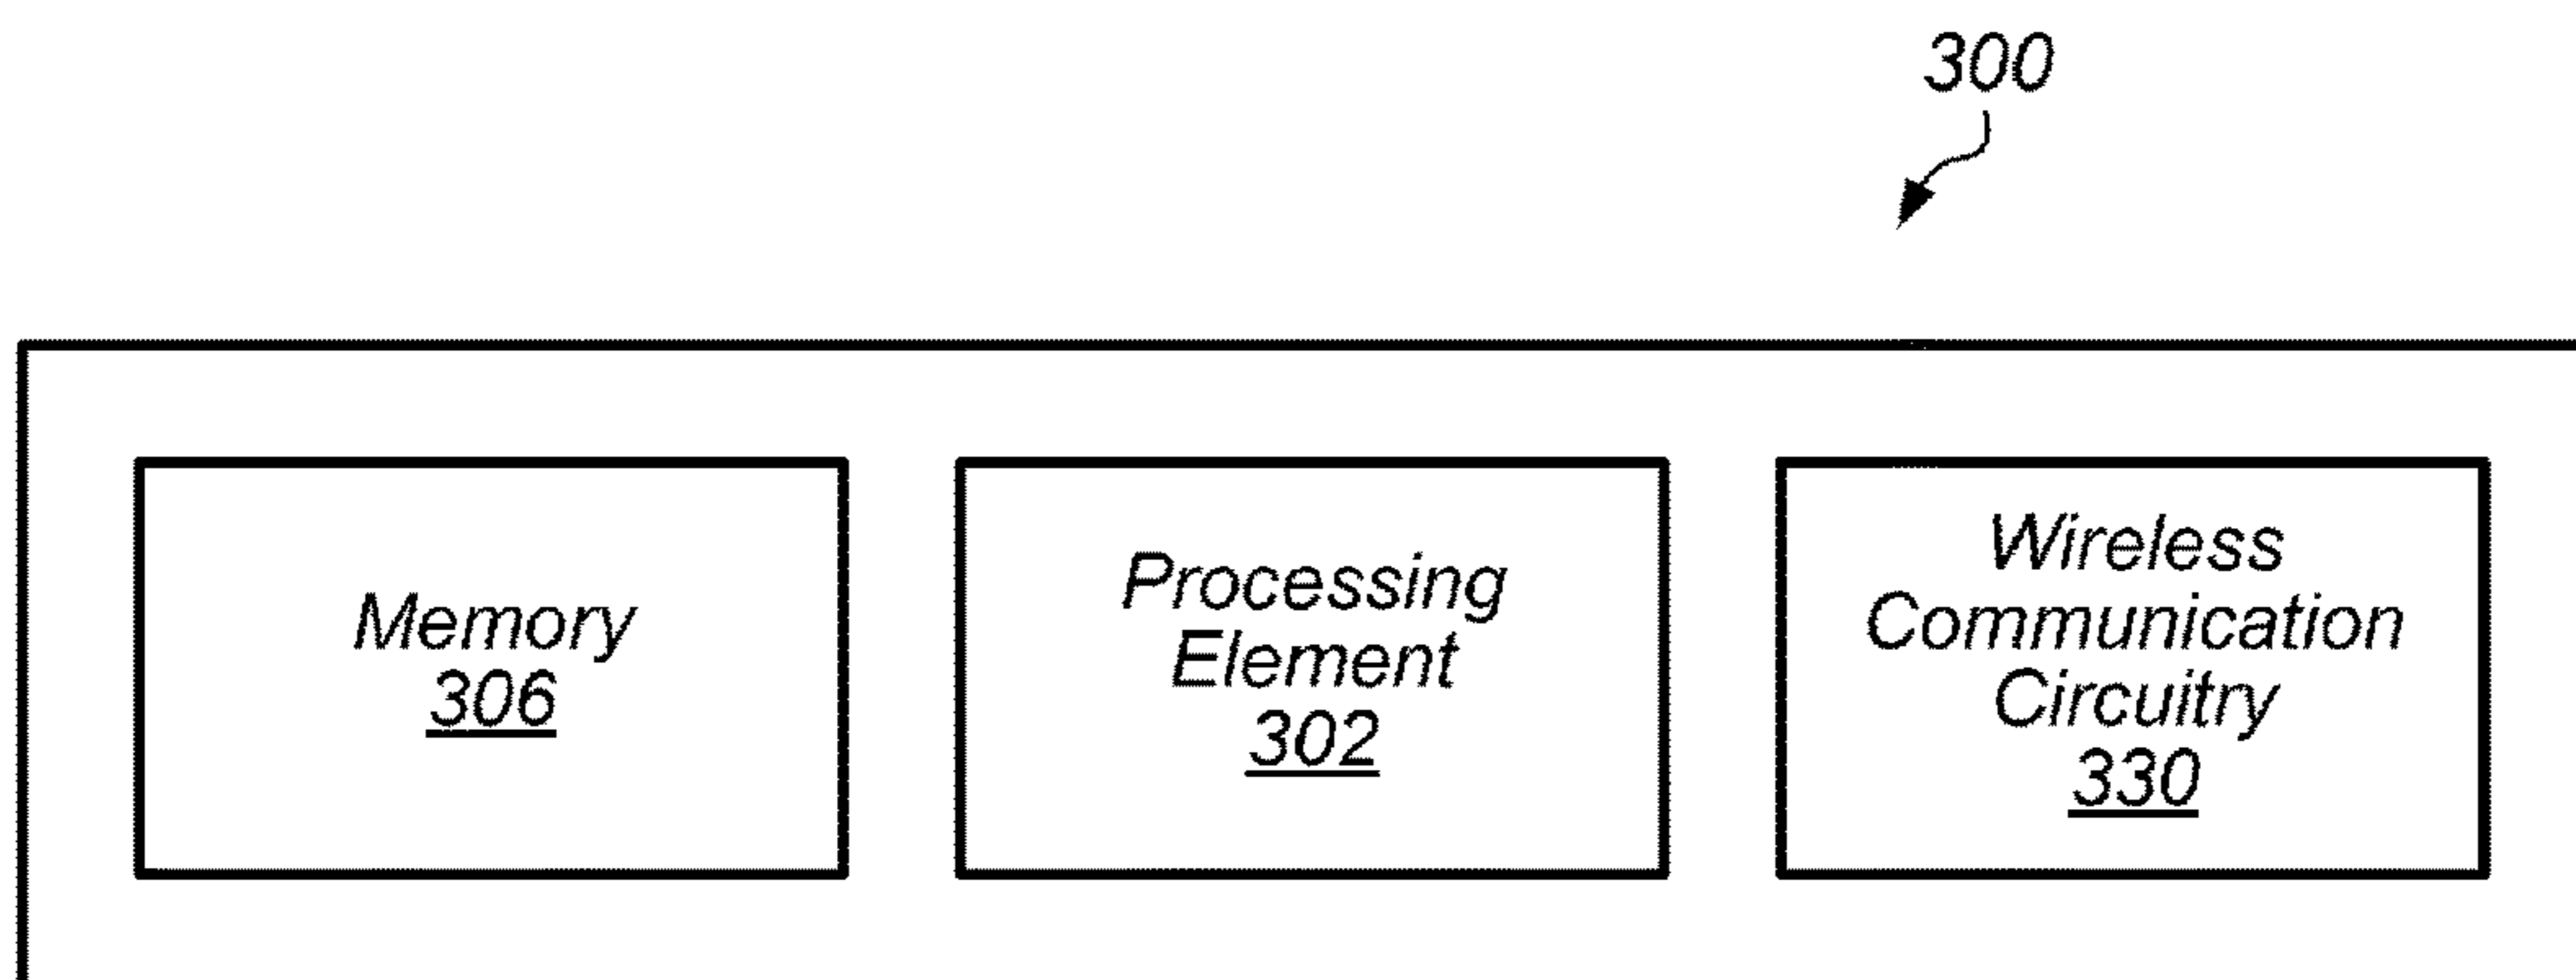 300
Memory
306
Processing
Element
302
Wireless
Communication
Circuitry
330